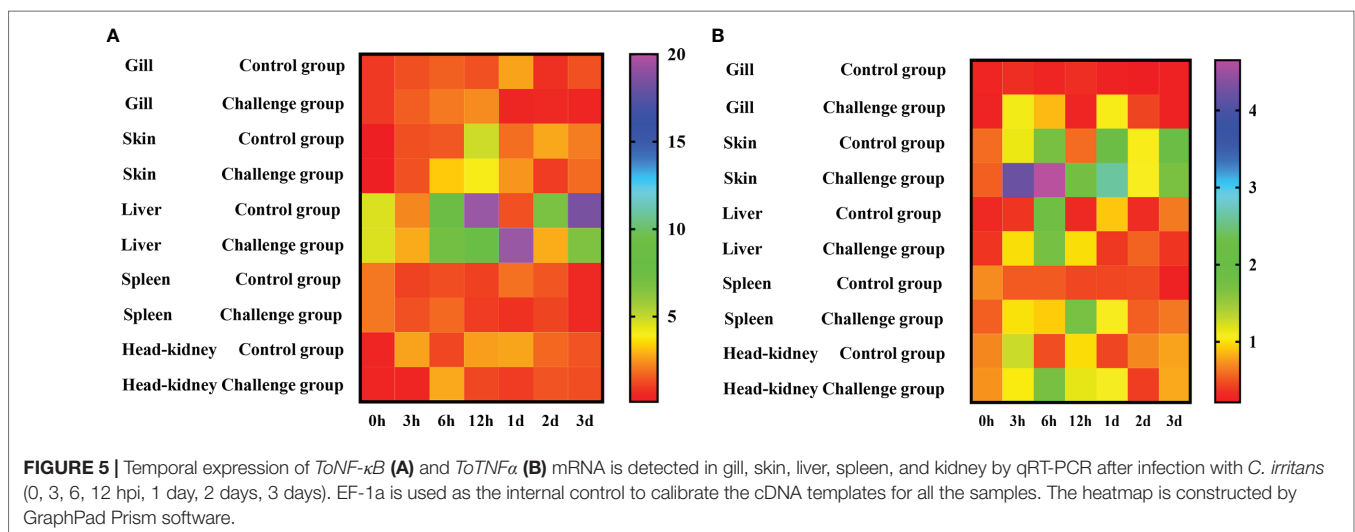 A
Gill Control group
Gill Challenge group
Skin Control group
Skin Challenge group
Liver Control group
Liver Challenge group
Spleen Control group
Spleen Challenge group
Head-kidney Control group
Head-kidney Challenge group
0h 3h 6h 12h 1d 2d 3d
20
15
10
5
B
Gill Control group
Gill Challenge group
Skin Control group
Skin Challenge group
Liver Control group
Liver Challenge group
Spleen Control group
Spleen Challenge group
Head-kidney Control group
Head-kidney Challenge group
0h 3h 6h 12h 1d 2d 3d
4
3
2
1
FIGURE 5 | Temporal expression of ToNF-κB (A) and ToTNFα (B) mRNA is detected in gill, skin, liver, spleen, and kidney by qRT-PCR after infection with C. irritans
(0, 3, 6, 12 hpi, 1 day, 2 days, 3 days). EF-1a is used as the internal control to calibrate the cDNA templates for all the samples. The heatmap is constructed by
GraphPad Prism software.